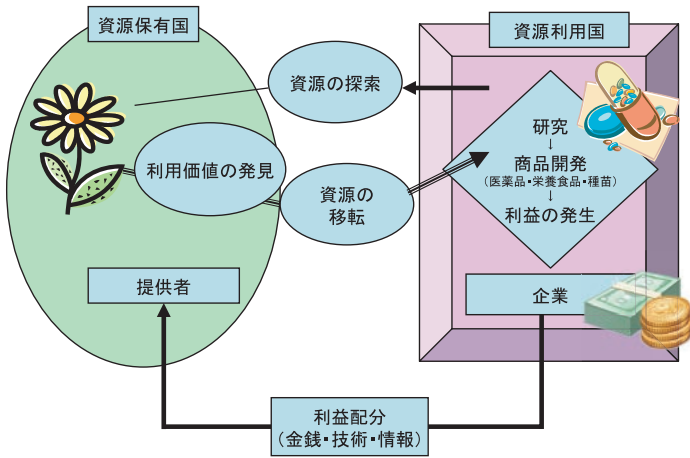 資源保有国
資源利用国
資源の探索
利用価値の発見
資源の
移転
研究
↓
商品開発
（医薬品・栄養食品・種苗）
↓
利益の発生
提供者
企業
利益配分
（金銭・技術・情報）